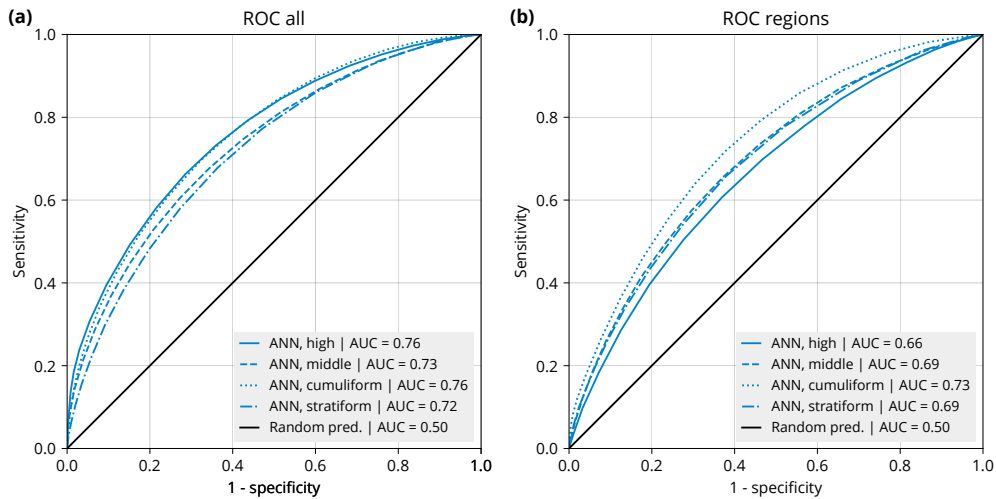 (a)
ROC all
1.0
0.8
0.6
0.4
0.2
0.0
Sensitivity
0.0
0.2
0.4
0.6
0.8
1.0
1 - specificity
ANN, high | AUC = 0.76
ANN, middle | AUC = 0.73
ANN, cumuliform | AUC = 0.76
ANN, stratiform | AUC = 0.72
Random pred. | AUC = 0.50
(b)
ROC regions
1.0
0.8
0.6
0.4
0.2
0.0
Sensitivity
0.0
0.2
0.4
0.6
0.8
1.0
1 - specificity
ANN, high | AUC = 0.66
ANN, middle | AUC = 0.69
ANN, cumuliform | AUC = 0.73
ANN, stratiform | AUC = 0.69
Random pred. | AUC = 0.50